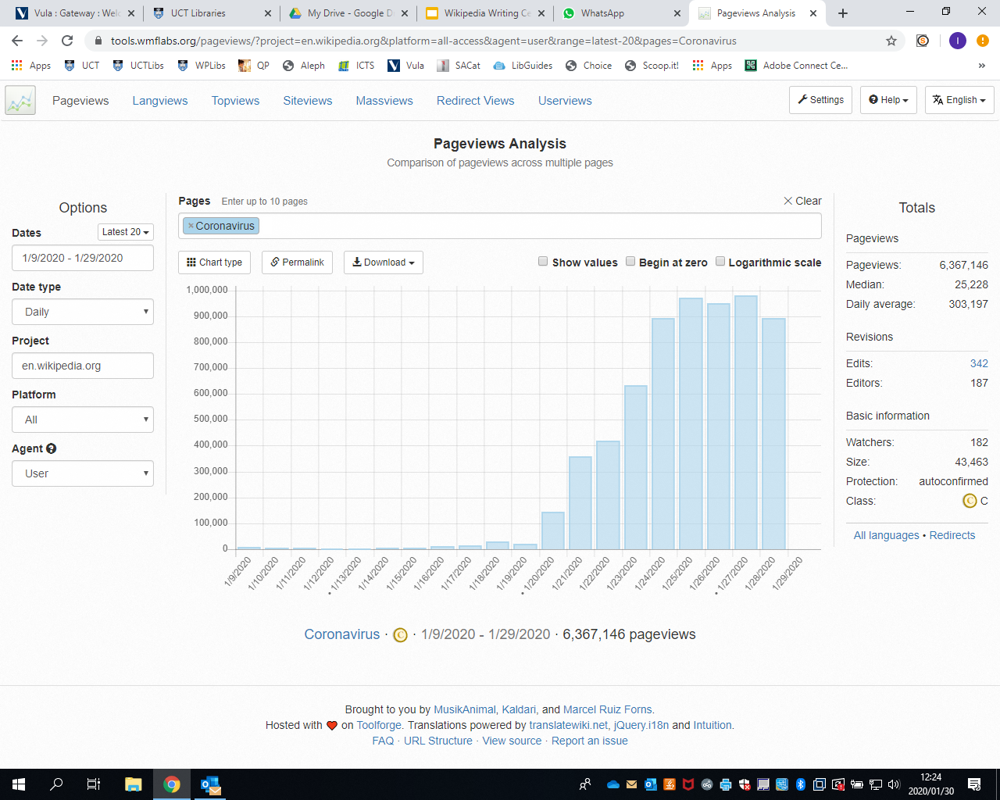 Vula : Gateway : Welc
UCT Libraries
My Drive - Google D
Wikipedia Writing Ce
WhatsApp
Pageviews Analysis
tools.wmflabs.org/pageviews/?project=en.wikipedia.org&platform=all-access&agent=user&range=latest-20&pages=Coronavirus
Apps UCT UCTLibs WPLibs QP Aleph ICTS Vula SACat LibGuides Choice Scoop.it! Apps Adobe Connect Ce... »
Pageviews Langviews Topviews Siteviews Massviews Redirect Views Userviews Settings Help English
Pageviews Analysis
Comparison of pageviews across multiple pages
Options
Dates Latest 20
1/9/2020 - 1/29/2020
Date type
Daily
Project
en.wikipedia.org
Platform
All
Agent
User
Pages Enter up to 10 pages Clear
× Coronavirus
Chart type Permalink Download Show values Begin at zero Logarithmic scale
1,000,000
900,000
800,000
700,000
600,000
500,000
400,000
300,000
200,000
100,000
0
1/9/2020 1/10/2020 1/11/2020 1/12/2020 1/13/2020 1/14/2020 1/15/2020 1/16/2020 1/17/2020 1/18/2020 1/19/2020 1/20/2020 1/21/2020 1/22/2020 1/23/2020 1/24/2020 1/25/2020 1/26/2020 1/27/2020 1/28/2020 1/29/2020
Coronavirus · C · 1/9/2020 - 1/29/2020 · 6,367,146 pageviews
Totals
Pageviews
Pageviews: 6,367,146
Median: 25,228
Daily average: 303,197
Revisions
Edits: 342
Editors: 187
Basic information
Watchers: 182
Size: 43,463
Protection: autoconfirmed
Class: C C
All languages • Redirects
Brought to you by MusikAnimal, Kaldari, and Marcel Ruiz Forns.
Hosted with ♥ on Toolforge. Translations powered by translatewiki.net, jQuery.i18n and Intuition.
FAQ · URL Structure · View source · Report an issue
12:24
2020/01/30